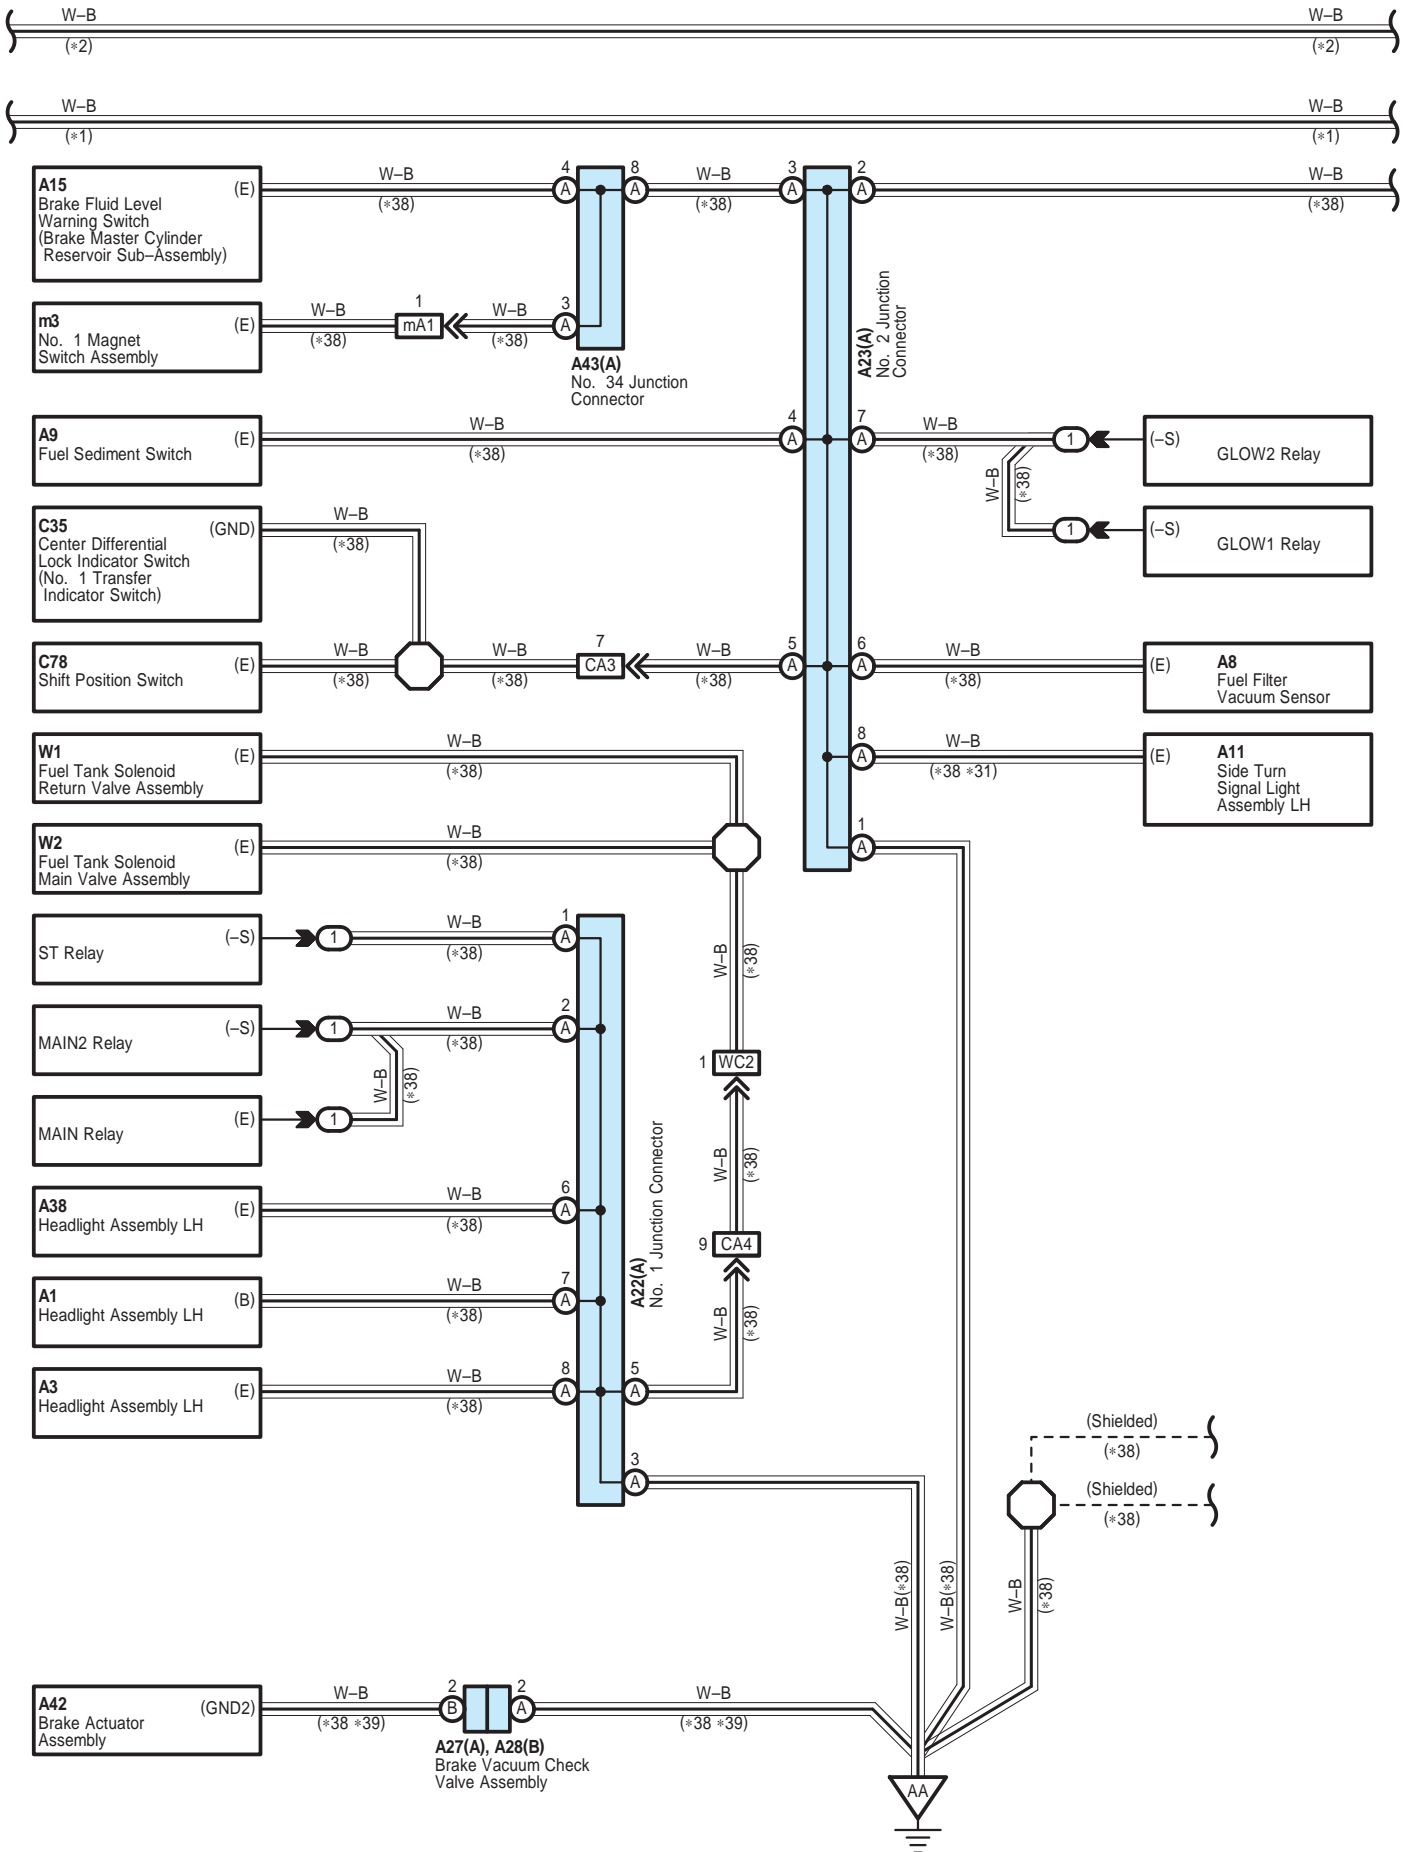 W–B
(*2)
W–B
(*2)
W–B
(*1)
W–B
(*1)
A15
Brake Fluid Level
Warning Switch
(Brake Master Cylinder
Reservoir Sub–Assembly)
(E)
W–B
(*38)
4
A
8
A
W–B
(*38)
3
A
2
A
W–B
(*38)
m3
No. 1 Magnet
Switch Assembly
(E)
W–B
(*38)
1
mA1
W–B
(*38)
3
A
A43(A)
No. 34 Junction
Connector
A23(A)
No. 2 Junction
Connector
A9
Fuel Sediment Switch
(E)
W–B
(*38)
4
A
7
A
W–B
(*38)
1
(–S)
GLOW2 Relay
W–B
(*38)
1
(–S)
GLOW1 Relay
C35
Center Differential
Lock Indicator Switch
(No. 1 Transfer
Indicator Switch)
(GND)
W–B
(*38)
C78
Shift Position Switch
(E)
W–B
(*38)
W–B
(*38)
7
CA3
W–B
(*38)
5
A
6
A
W–B
(*38)
(E)
A8
Fuel Filter
Vacuum Sensor
W1
Fuel Tank Solenoid
Return Valve Assembly
(E)
W–B
(*38)
8
A
W–B
(*38 *31)
(E)
A11
Side Turn
Signal Light
Assembly LH
W2
Fuel Tank Solenoid
Main Valve Assembly
(E)
W–B
(*38)
1
A
ST Relay
(–S)
1
W–B
(*38)
1
A
W–B
(*38)
MAIN2 Relay
(–S)
1
W–B
(*38)
2
A
1
WC2
W–B
(*38)
MAIN Relay
(E)
1
W–B
(*38)
A38
Headlight Assembly LH
(E)
W–B
(*38)
6
A
A22(A)
No. 1 Junction Connector
9
CA4
A1
Headlight Assembly LH
(B)
W–B
(*38)
7
A
W–B
(*38)
A3
Headlight Assembly LH
(E)
W–B
(*38)
8
A
5
A
3
A
(Shielded)
(*38)
(Shielded)
(*38)
W–B(*38)
W–B(*38)
W–B
(*38)
A42
Brake Actuator
Assembly
(GND2)
W–B
(*38 *39)
2
B
2
A
W–B
(*38 *39)
A27(A), A28(B)
Brake Vacuum Check
Valve Assembly
AA